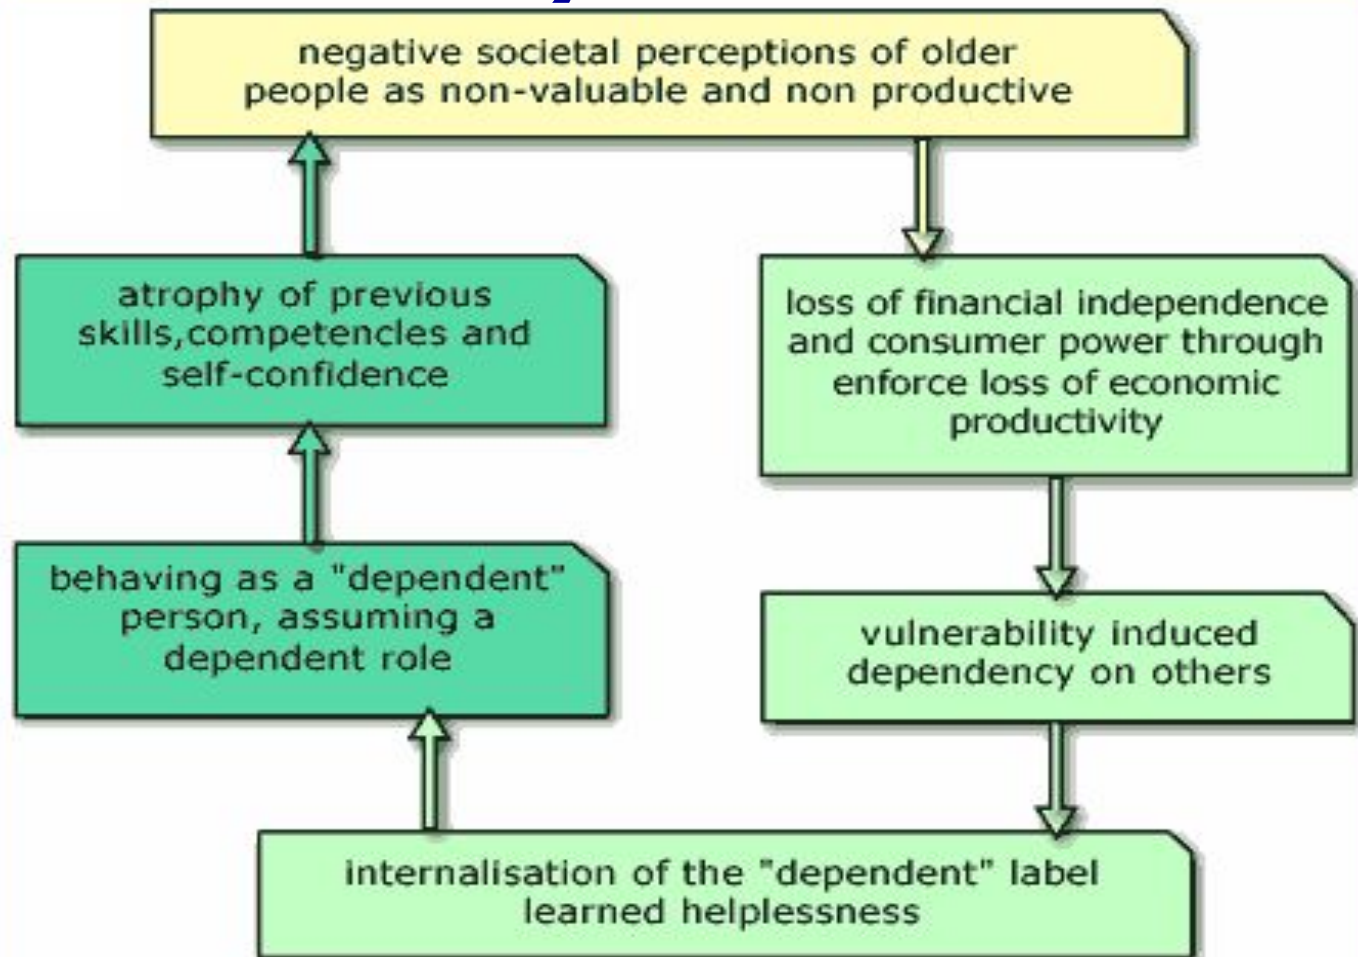 negative societal perceptions of older
people as non-valuable and non productive
loss of financial independence
and consumer power through
enforce loss of economic
productivity
vulnerability induced
dependency on others
internalisation of the "dependent" label
learned helplessness
behaving as a "dependent"
person, assuming a
dependent role
atrophy of previous
skills,competencles and
self-confidence